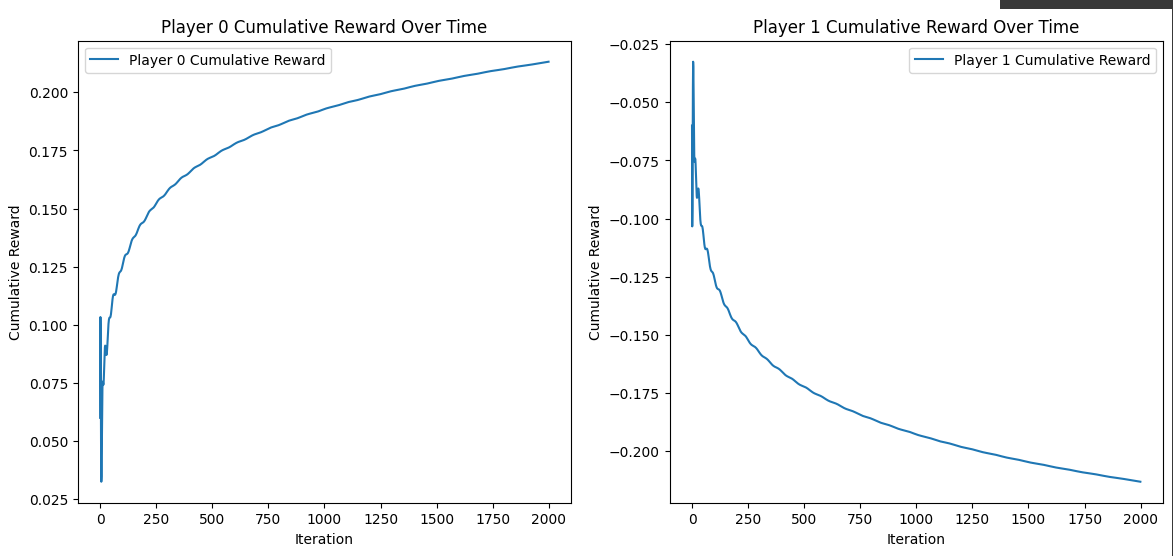 Player 0 Cumulative Reward Over Time
Player 0 Cumulative Reward
0.200
0.175
0.150
0.125
0.100
0.075
0.050
0.025
Cumulative Reward
0 250 500 750 1000 1250 1500 1750 2000
Iteration
Player 1 Cumulative Reward Over Time
Player 1 Cumulative Reward
−0.025
−0.050
−0.075
−0.100
−0.125
−0.150
−0.175
−0.200
Cumulative Reward
0 250 500 750 1000 1250 1500 1750 2000
Iteration